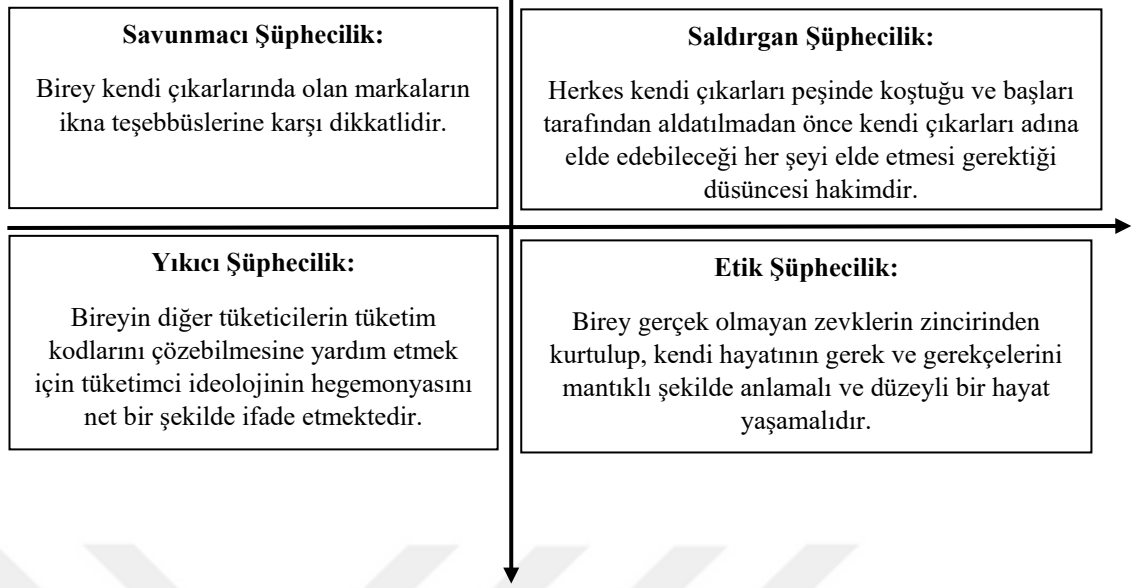 Savunmacı Şüphecilik:
Birey kendi çıkarlarında olan markaların
ikna teşebbüslerine karşı dikkatlidir.
Saldırgan Şüphecilik:
Herkes kendi çıkarları peşinde koştuğu ve başları
tarafından aldatılmadan önce kendi çıkarları adına
elde edebileceği her şeyi elde etmesi gerektiği
düsüncesi hakimdir.
Yıkıcı Şüphecilik:
Bireyin diğer tüketicilerin tüketim
kodlarını çözebilmesine yardım etmek
için tüketimci ideolojinin hegemonyasını
net bir şekilde ifade etmektedir.
Etik Şüphecilik:
Birey gerçek olmayan zevklerin zincirinden
kurtulup, kendi hayatının gerek ve gerekçelerini
mantıklı şekilde anlamalı ve düzeyli bir hayat
yaşamalıdır.